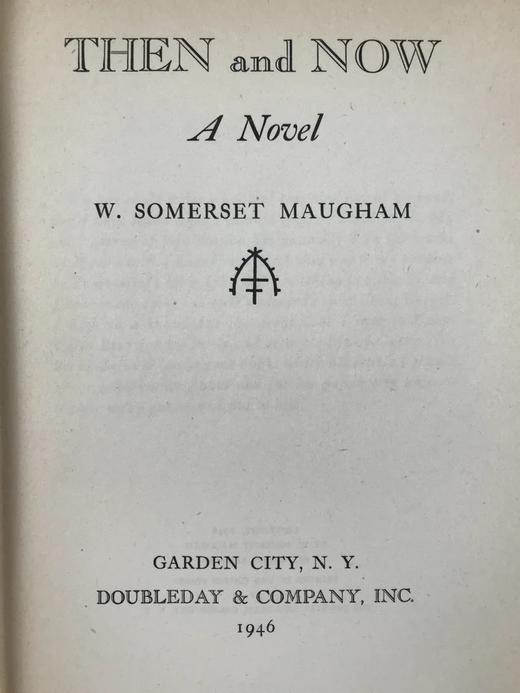 THEN and NOW
A Novel
W. SOMERSET MAUGHAM
GARDEN CITY, N. Y.
DOUBLEDAY & COMPANY, INC.
1946